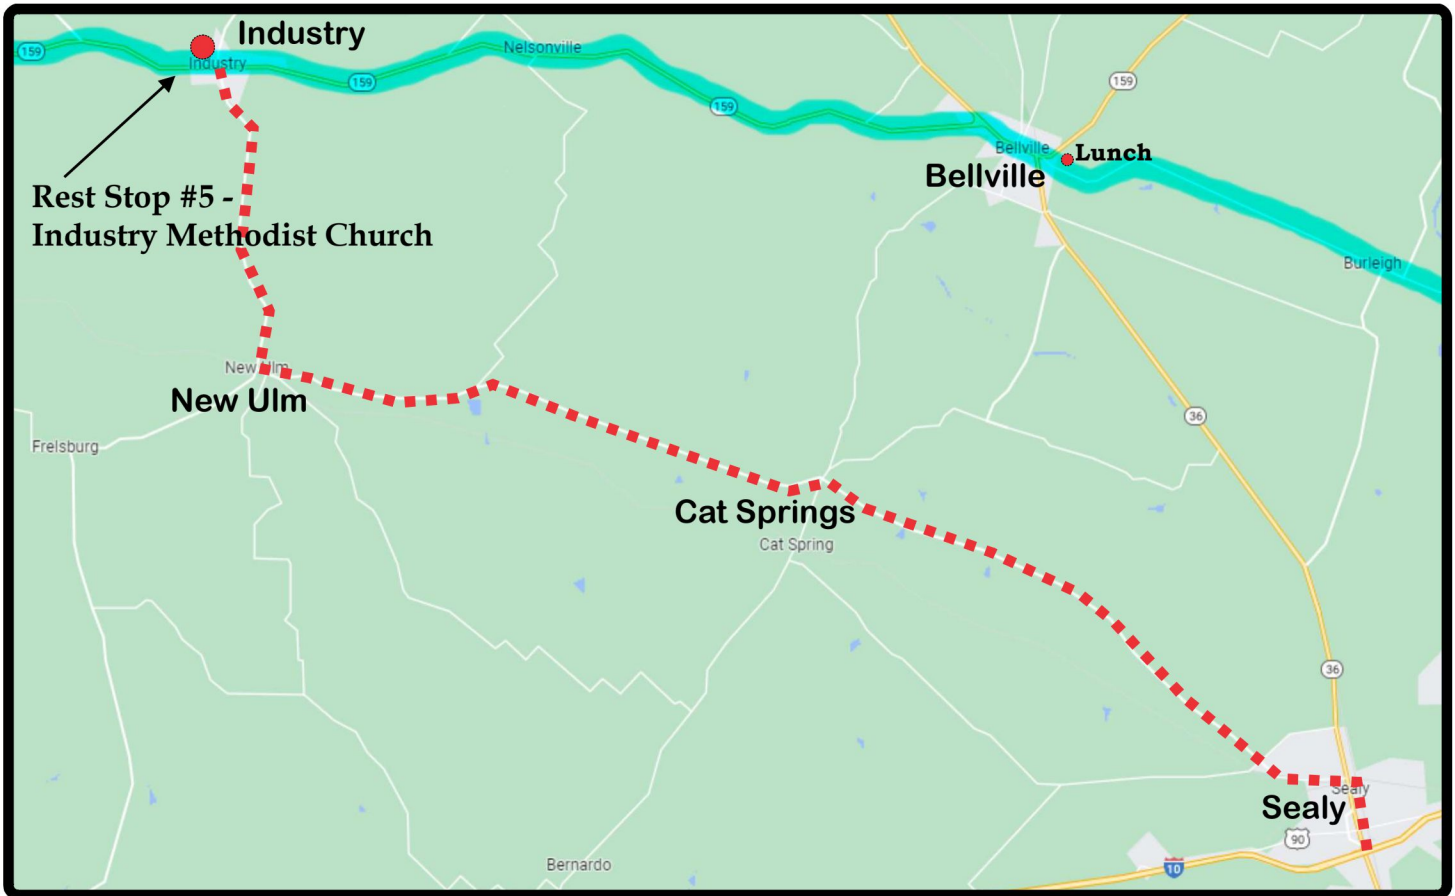 Industry
159
Industry
159
Nelsonville
159
159
Bellville
Lunch
Bellville
Rest Stop #5 -
Industry Methodist Church
Burleigh
New Ulm
New Ulm
36
Frelsburg
Cat Springs
Cat Spring
36
Sealy
Sealy
90
Bernardo
10